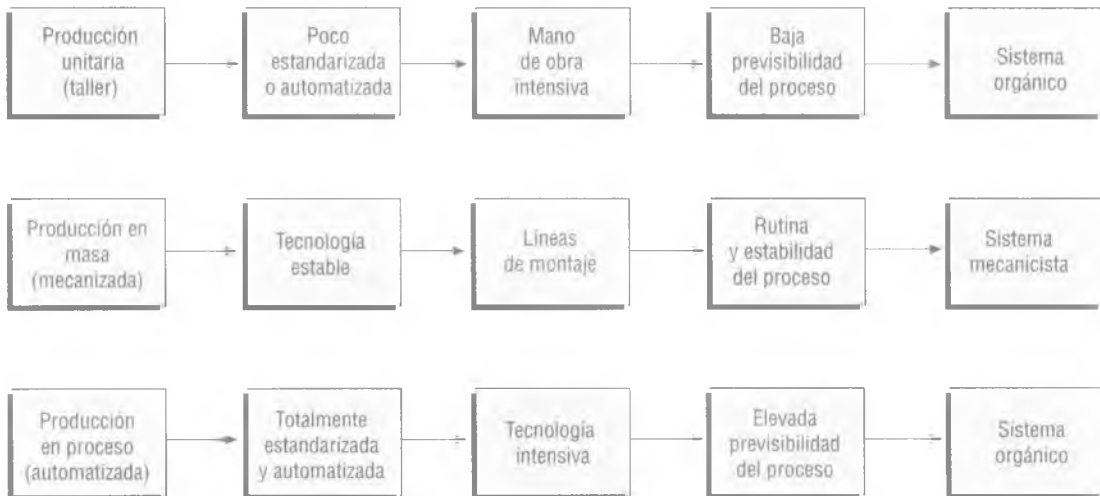 Producción
unitaria
(taller)
Poco
estandarizada
o automatizada
Mano
de obra
intensiva
Baja
previsibilidad
del proceso
Sistema
orgánico
Producción en
masa
(mecanizada)
Tecnología
estable
Líneas
de montaje
Rutina
y estabilidad
del proceso
Sistema
mecanicista
Producción
en proceso
(automatizada)
Totalmente
estandarizada
y automatizada
Tecnología
intensiva
Elevada
previsibilidad
del proceso
Sistema
orgánico